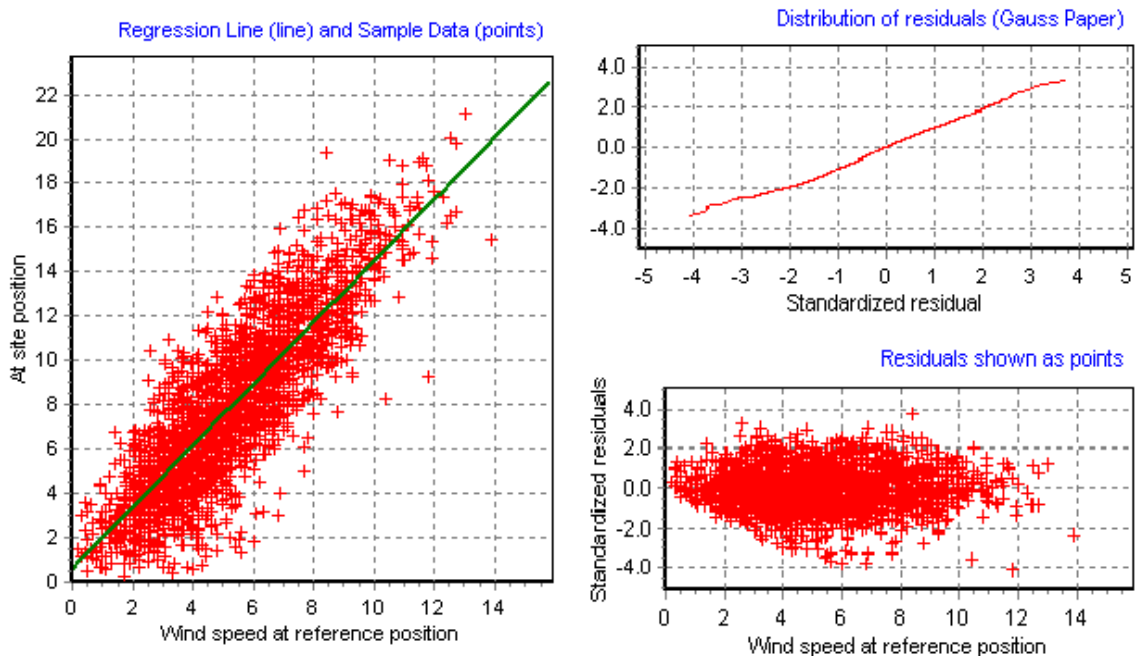 Regression Line (line) and Sample Data (points)
At site position
22
20
18
16
14
12
10
8
6
4
2
0
0 2 4 6 8 10 12 14
Wind speed at reference position
Distribution of residuals (Gauss Paper)
4.0
2.0
0.0
-2.0
-4.0
-5 -4 -3 -2 -1 0 1 2 3 4 5
Standardized residual
Residuals shown as points
Standardized residuals
4.0
2.0
0.0
-2.0
-4.0
0 2 4 6 8 10 12 14
Wind speed at reference position